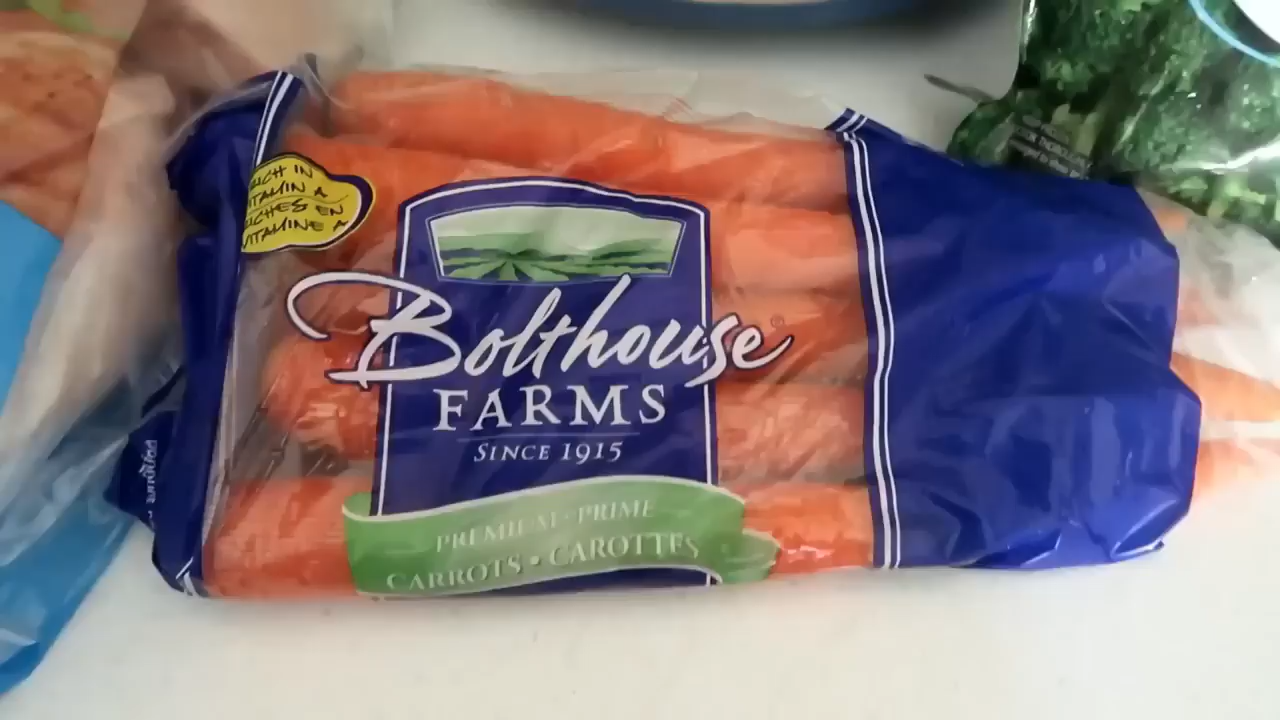 RICH IN
VITAMIN A
RICHES EN
VITAMINE A
Bolthouse®
FARMS
SINCE 1915
PREMIUM · PRIME
CARROTS • CAROTTES